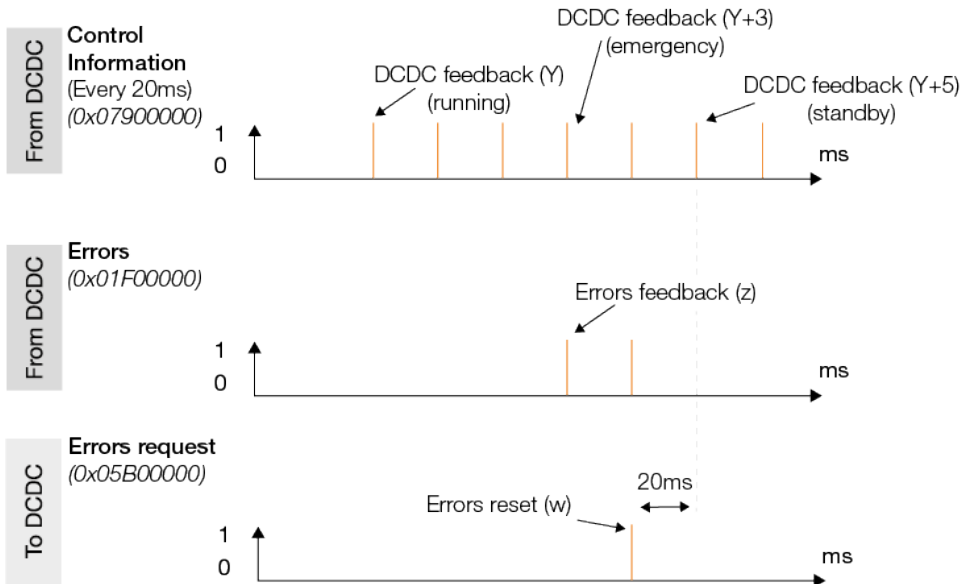 From DCDC
Control
Information
(Every 20ms)
(0x07900000)
1
0
DCDC feedback (Y)
(running)
DCDC feedback (Y+3)
(emergency)
DCDC feedback (Y+5)
(standby)
ms
From DCDC
Errors
(0x01F00000)
1
0
Errors feedback (z)
ms
To DCDC
Errors request
(0x05B00000)
1
0
Errors reset (w)
20ms
ms